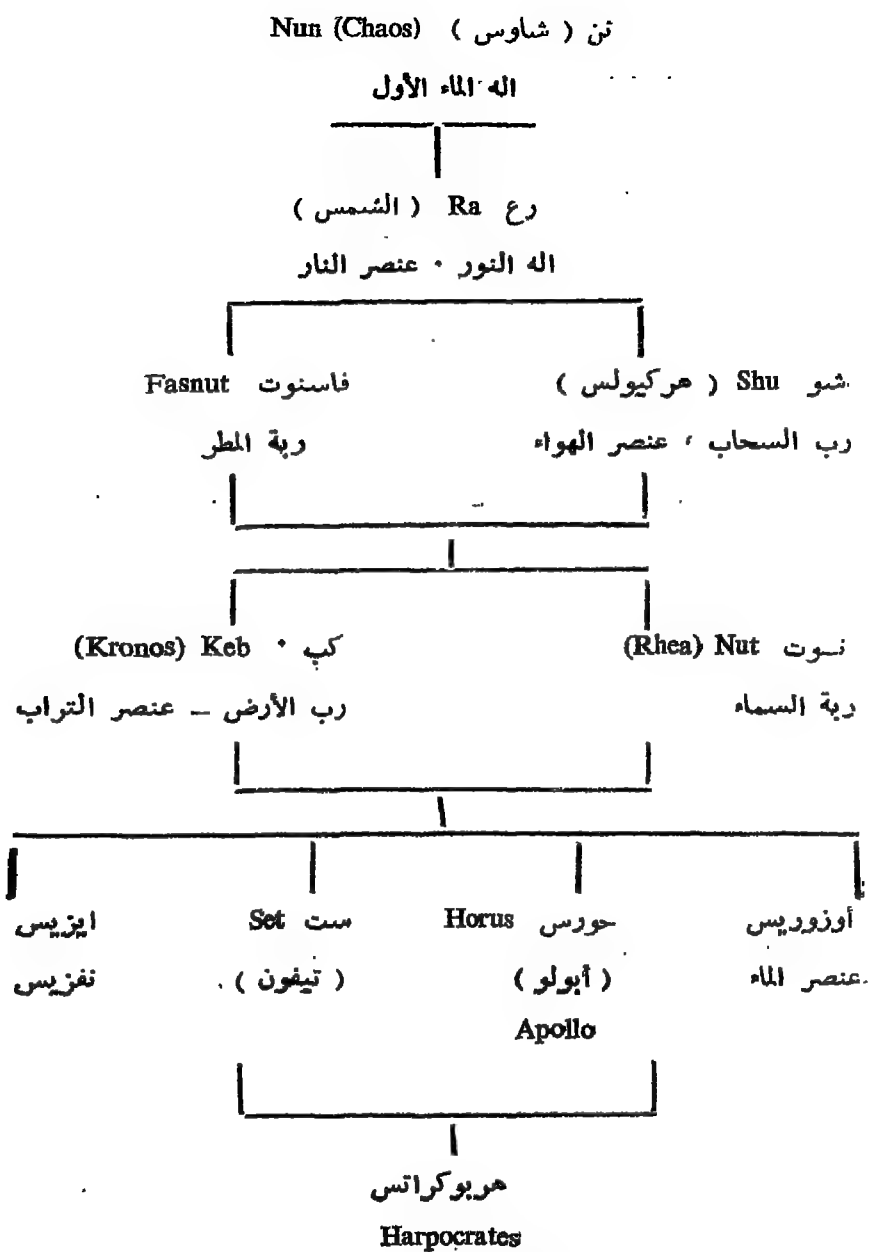 نن ( شاوس ) Nun (Chaos)
اله الماء الأول
رع Ra ( الشمس )
اله النور · عنصر النار
شو Shu ( هركيولس )
فاسنوت Fasnut
رب السحاب ، عنصر الهواء
ربة المطر
نوت Nut (Rhea)
كب · Keb (Kronos)
ربة السماء
رب الأرض – عنصر التراب
أوزوريس
حورس Horus
ست Set
ايزيس
عنصر الماء
( أبولو )
( تيفون )
نفزيس
Apollo
هربوكراتس
Harpocrates